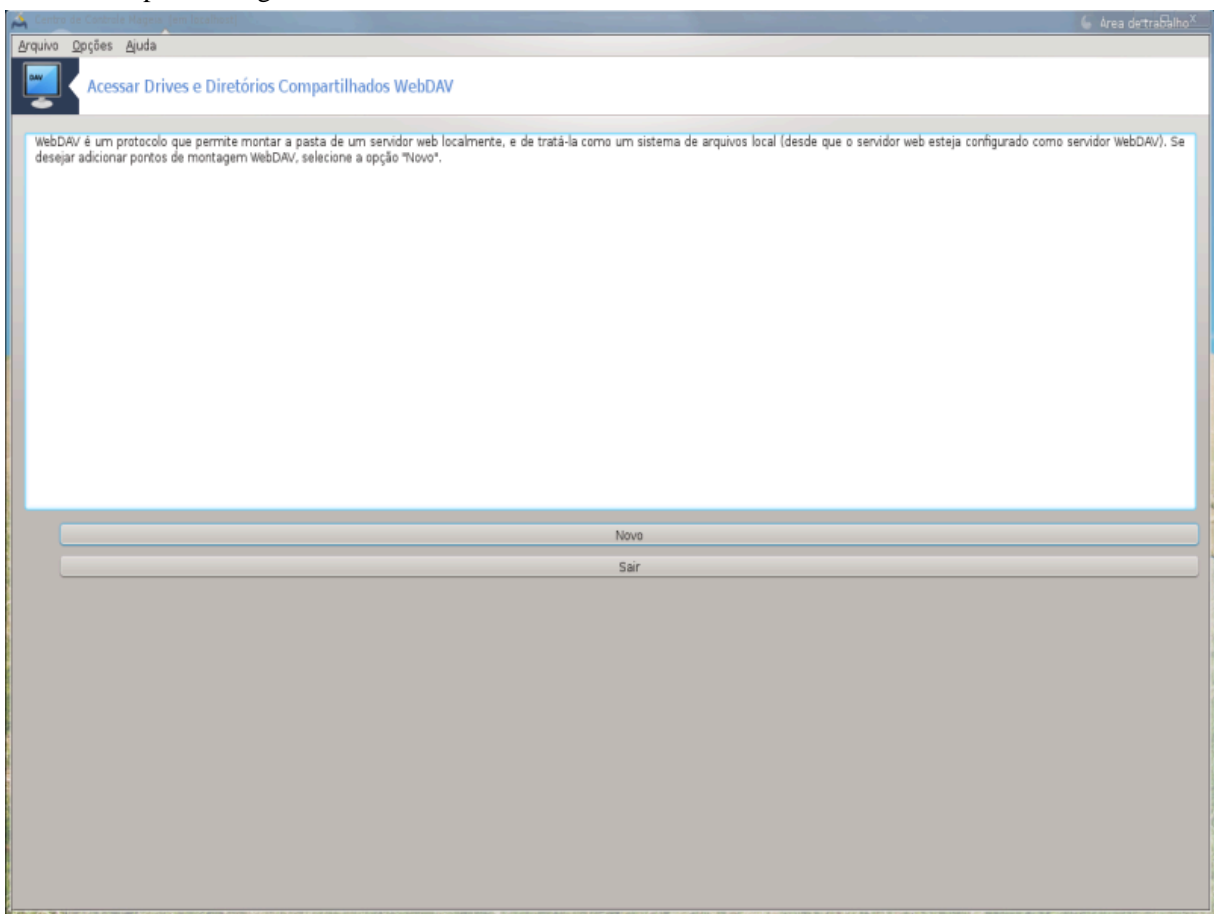 Área de trabalho
Arquivo Opções Ajuda
DAV
Acessar Drives e Diretórios Compartilhados WebDAV
WebDAV é um protocolo que permite montar a pasta de um servidor web localmente, e de tratá-la como um sistema de arquivos local (desde que o servidor web esteja configurado como servidor WebDAV). Se
desejar adicionar pontos de montagem WebDAV, selecione a opção "Novo".
Novo
Sair